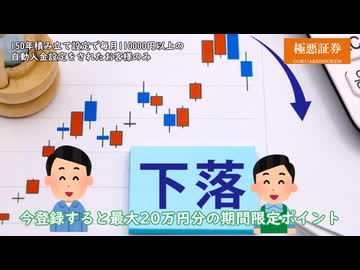 150年積み立て設定で毎月110000円以上の
自動入金設定をされたお客様のみ
極悪証券
GOKUAKUSHOKEN
下落
今登録すると最大20万円分の期間限定ポイント